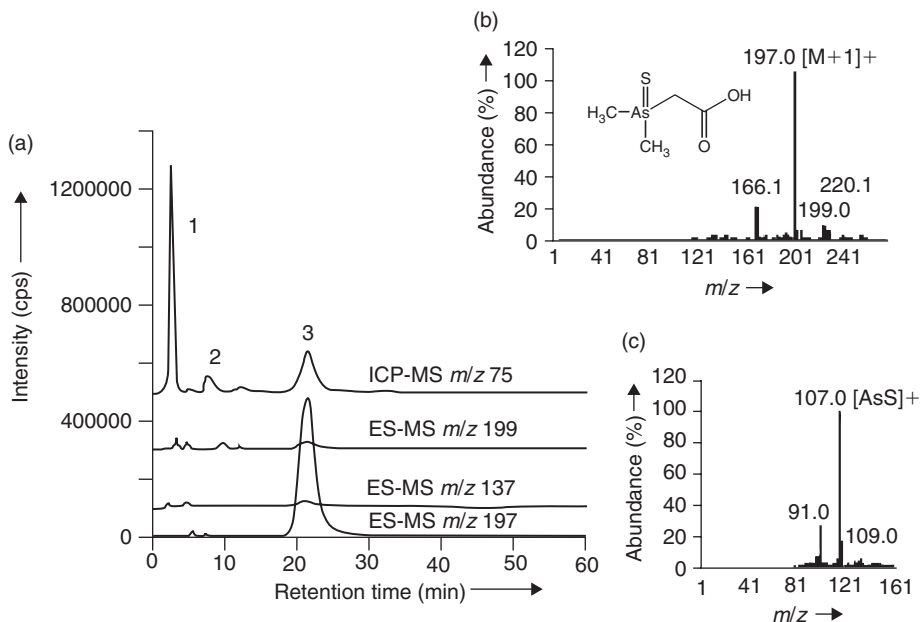 (a)
Intensity (cps)
1200000
800000
400000
0
1
2
3
ICP-MS m/z 75
ES-MS m/z 199
ES-MS m/z 137
ES-MS m/z 197
0 10 20 30 40 50 60
Retention time (min)
(b)
Abundance (%)
120
100
80
60
40
20
0
197.0 [M+1]+
S
H3C As OH
CH3 O
166.1 220.1
199.0
1 41 81 121 161 201 241
m/z
(c)
Abundance (%)
120
100
80
60
40
20
0
107.0 [AsS]+
91.0
109.0
1 41 81 121 161
m/z